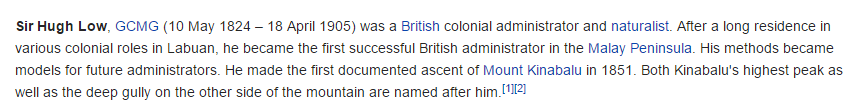 Sir Hugh Low, GCMG (10 May 1824 – 18 April 1905) was a British colonial administrator and naturalist. After a long residence in
various colonial roles in Labuan, he became the first successful British administrator in the Malay Peninsula. His methods became
models for future administrators. He made the first documented ascent of Mount Kinabalu in 1851. Both Kinabalu's highest peak as
well as the deep gully on the other side of the mountain are named after him.[1][2]